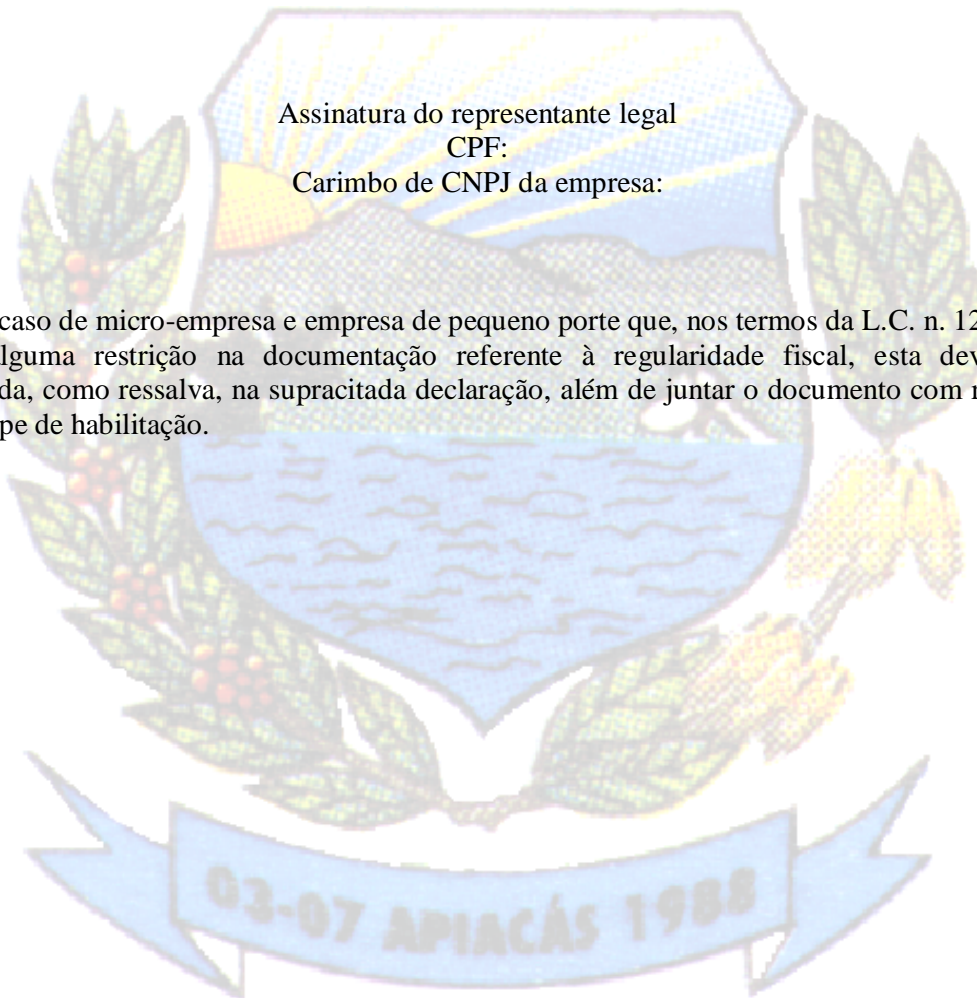 Assinatura do representante legal
CPF:
Carimbo de CNPJ da empresa:
caso de micro-empresa e empresa de pequeno porte que, nos termos da L.C. n. 12
alguma restrição na documentação referente à regularidade fiscal, esta dev
da, como ressalva, na supracitada declaração, além de juntar o documento com
pe de habilitação.
03-07 APIACÁS 1988